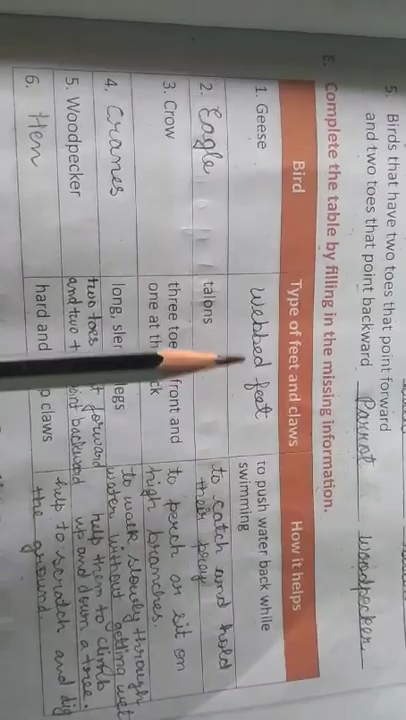 5. Birds that have two toes that point forward
and two toes that point backward Parrot Woodpecker
E. Complete the table by filling in the missing information.
Bird Type of feet and claws How it helps
1. Geese webbed feet to push water back while
swimming
2. Eagle talons to catch and hold
their prey
3. Crow three toe front and to perch or sit on
one at th ck high branches.
4. Cranes long, legs to walk slowly through
water without getting wet
5. Woodpecker two toes forward help them to climb
and two backward up and down a tree.
6. Hen hard and claws help to scratch and dig
the ground.